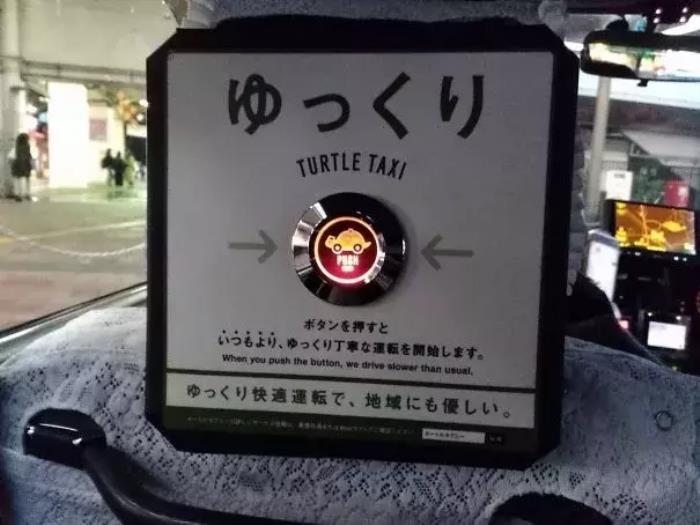 ゆっくり
TURTLE TAXI
PUSH
ボタンを押すと
いつもより、ゆっくり丁寧な運転を開始します。
When you push the button, we drive slower than usual.
ゆっくり快適運転で、地域にも優しい。